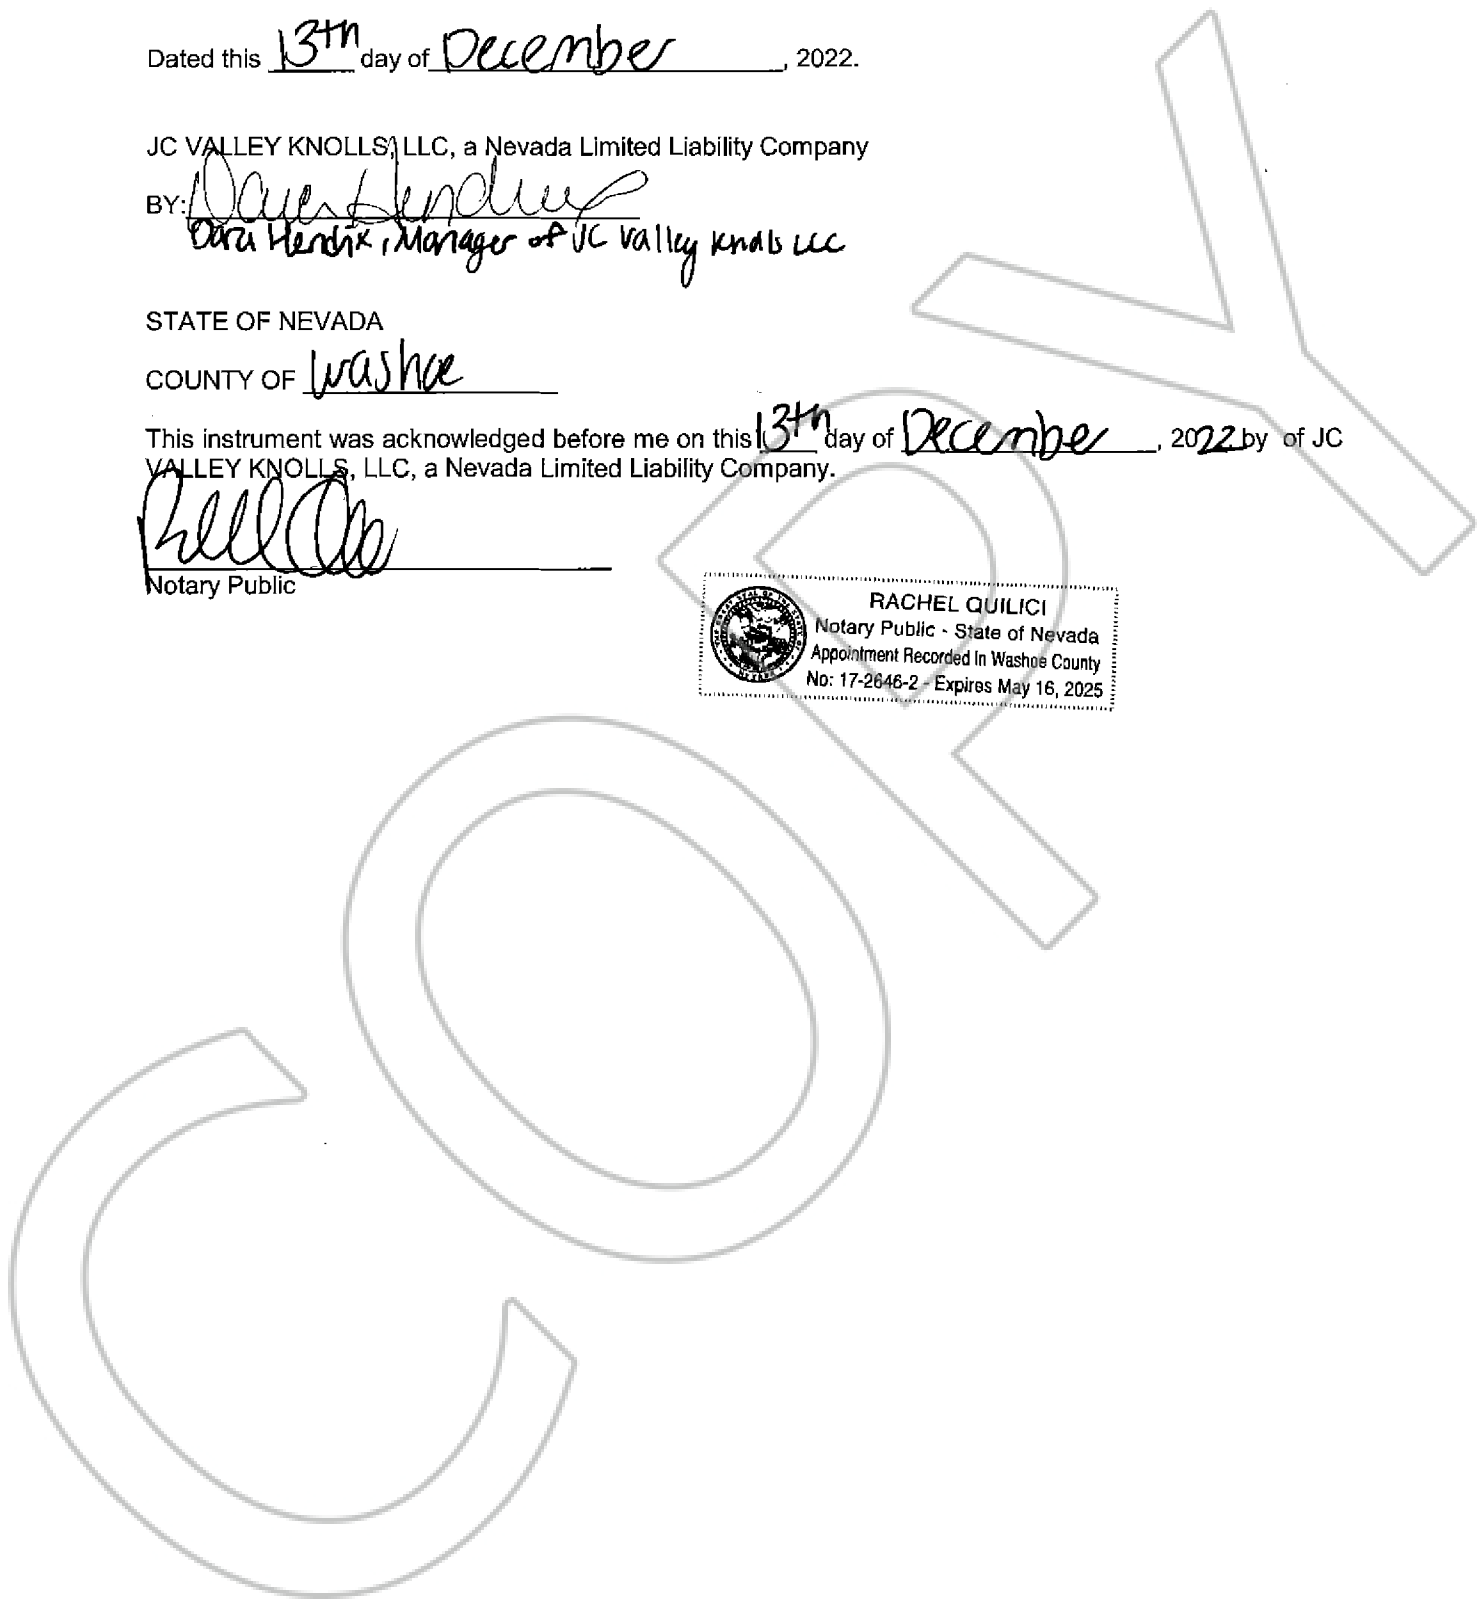 Dated this 13th day of December, 2022.
JC VALLEY KNOLLS, LLC, a Nevada Limited Liability Company
BY:
Dara Hendrix, Manager of JC Valley Knolls LLC
STATE OF NEVADA
COUNTY OF Washoe
This instrument was acknowledged before me on this 13th day of December, 2022 by of JC
VALLEY KNOLLS, LLC, a Nevada Limited Liability Company.
Notary Public
RACHEL QUILICI
Notary Public - State of Nevada
Appointment Recorded in Washoe County
No: 17-2646-2 - Expires May 16, 2025
COPY